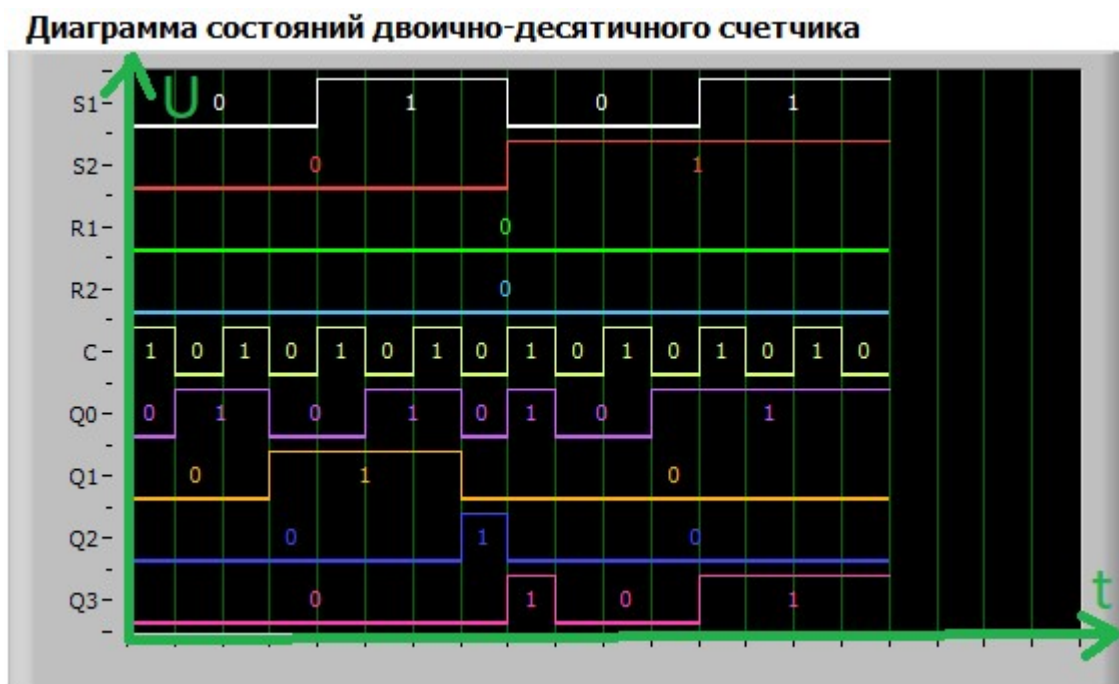 Диаграмма состояний двоично-десятичного счетчика
U
S1 0 1 0 1
S2 0 1
R1 0
R2 0
C 1 0 1 0 1 0 1 0 1 0 1 0 1 0 1 0
Q0 0 1 0 1 0 1 0 1
Q1 0 1 0
Q2 0 1 0
Q3 0 1 0 1
t